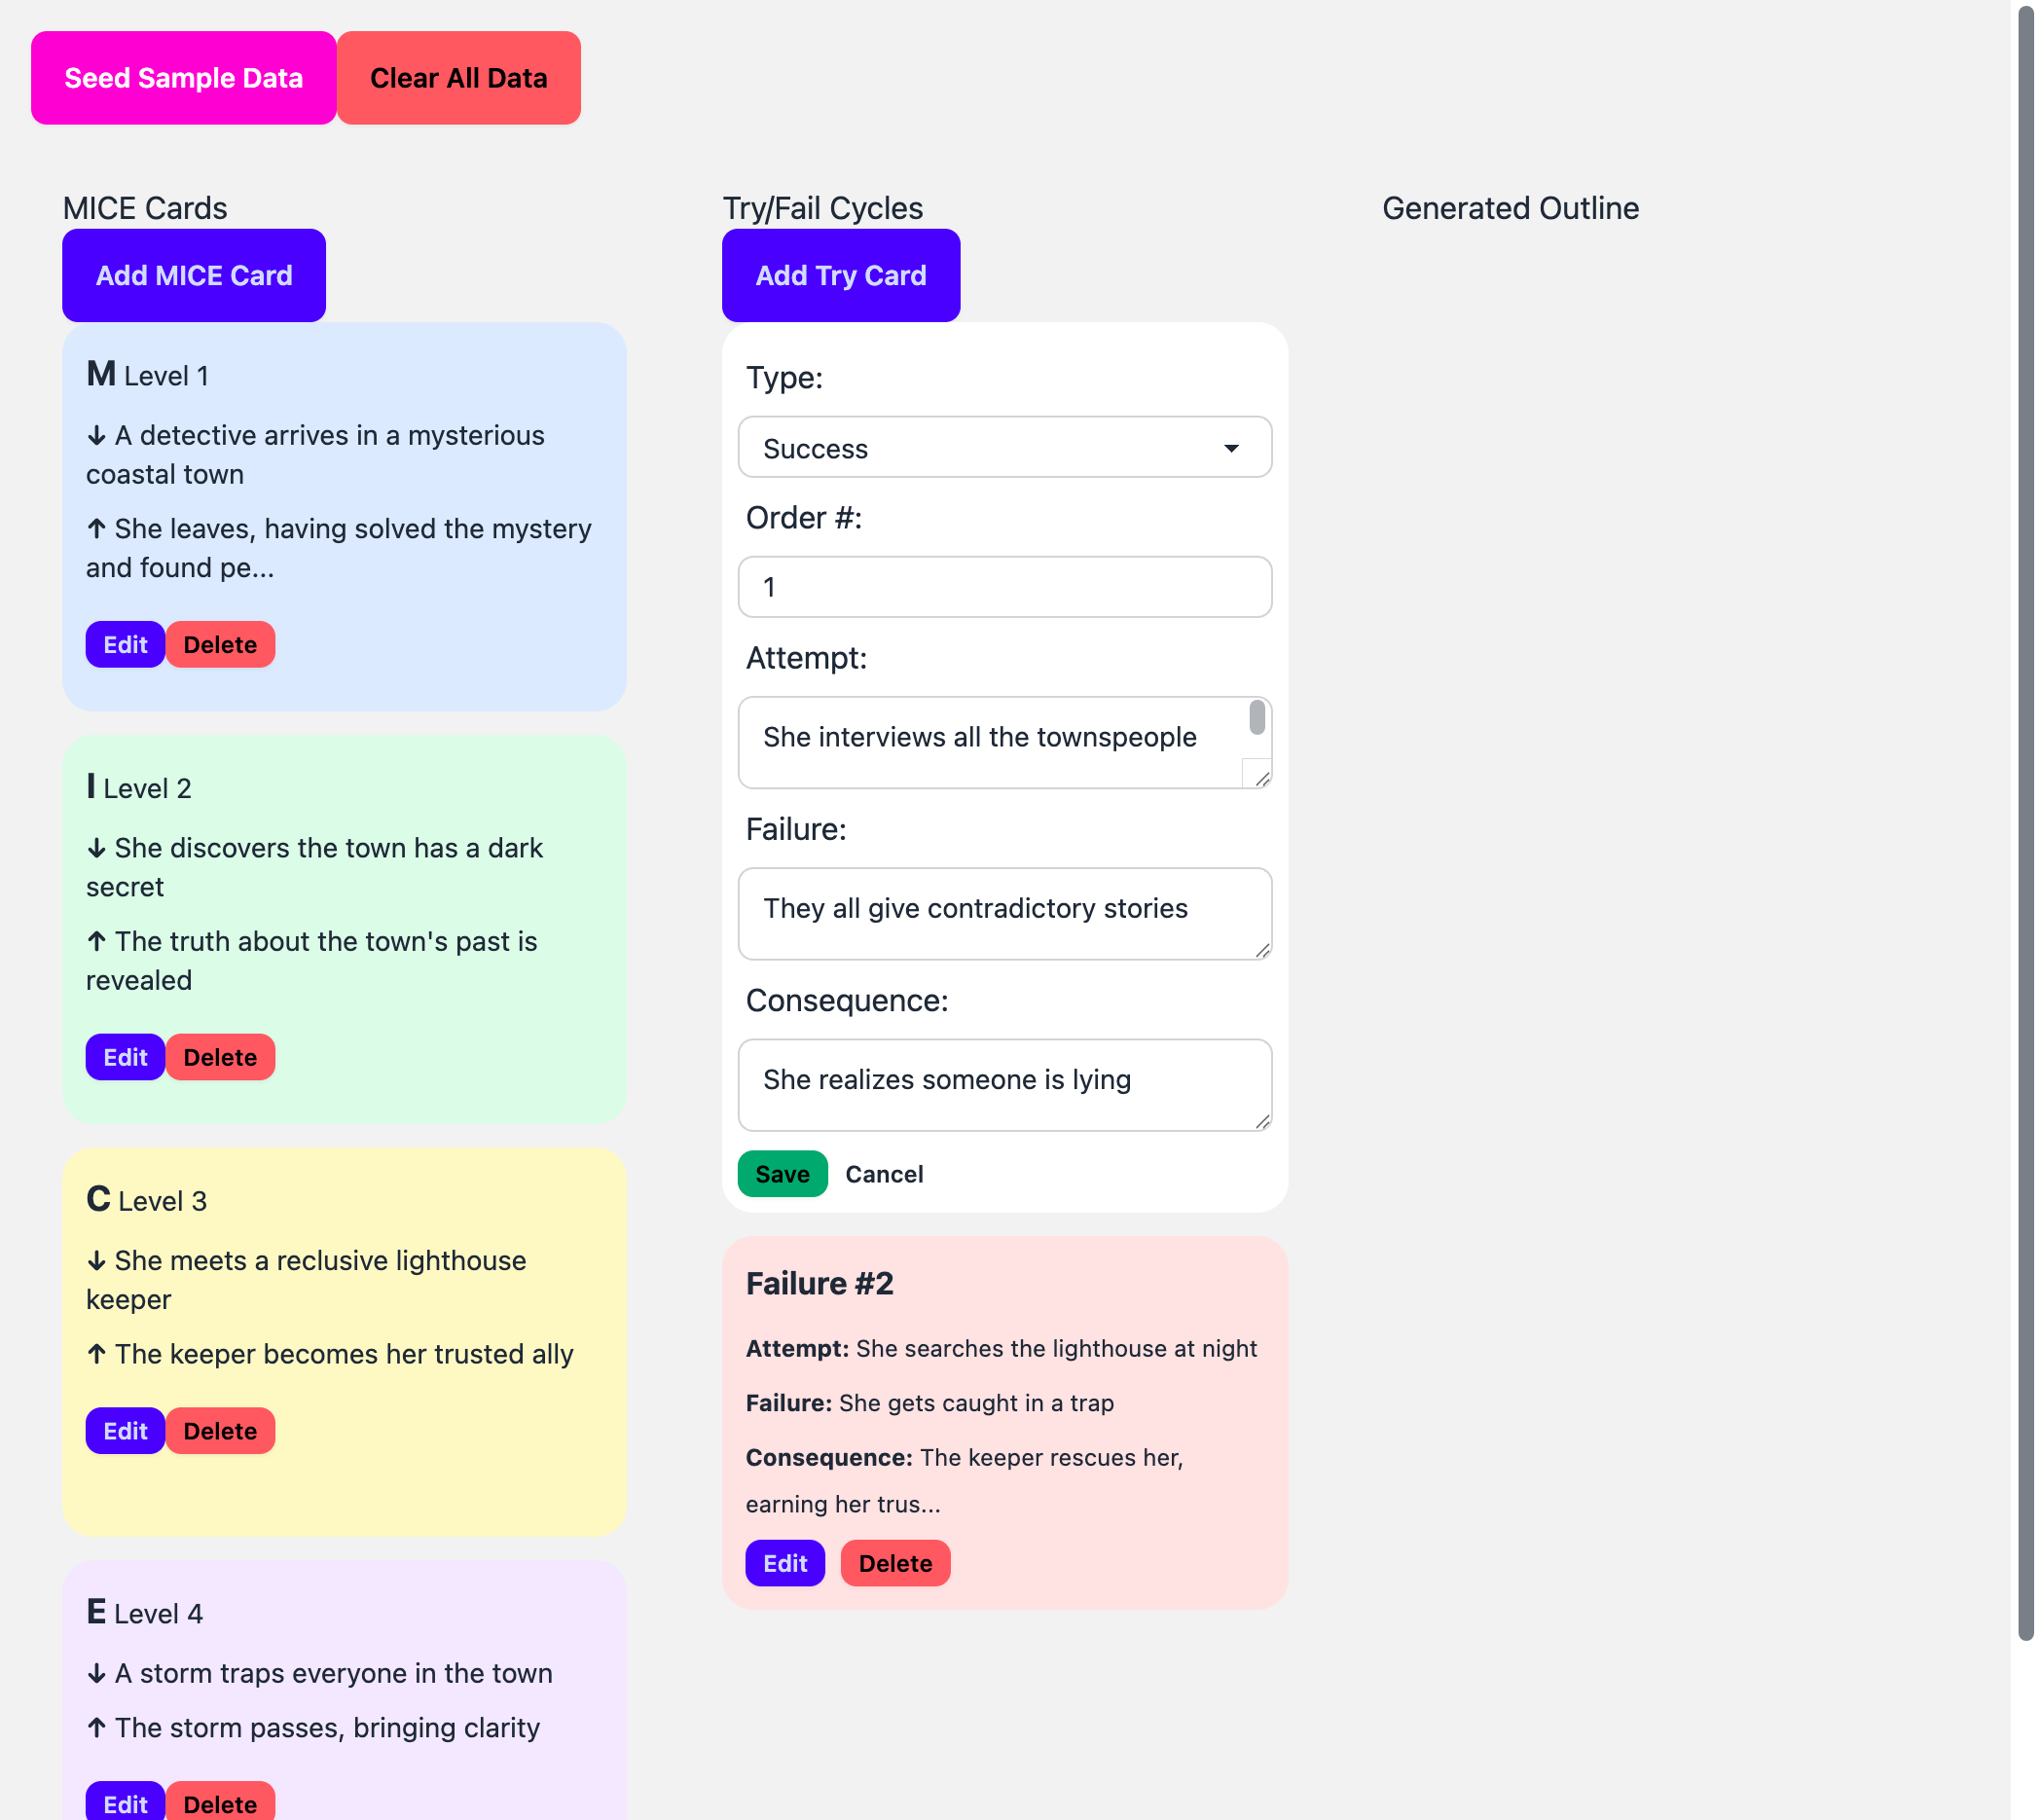 Seed Sample Data
Clear All Data
MICE Cards
Add MICE Card
M Level 1
↓ A detective arrives in a mysterious
coastal town
↑ She leaves, having solved the mystery
and found pe...
Edit
Delete
I Level 2
↓ She discovers the town has a dark
secret
↑ The truth about the town's past is
revealed
Edit
Delete
C Level 3
↓ She meets a reclusive lighthouse
keeper
↑ The keeper becomes her trusted ally
Edit
Delete
E Level 4
↓ A storm traps everyone in the town
↑ The storm passes, bringing clarity
Edit
Delete
Try/Fail Cycles
Add Try Card
Type:
Success
Order #:
1
Attempt:
She interviews all the townspeople
Failure:
They all give contradictory stories
Consequence:
She realizes someone is lying
Save
Cancel
Failure #2
Attempt: She searches the lighthouse at night
Failure: She gets caught in a trap
Consequence: The keeper rescues her,
earning her trus...
Edit
Delete
Generated Outline